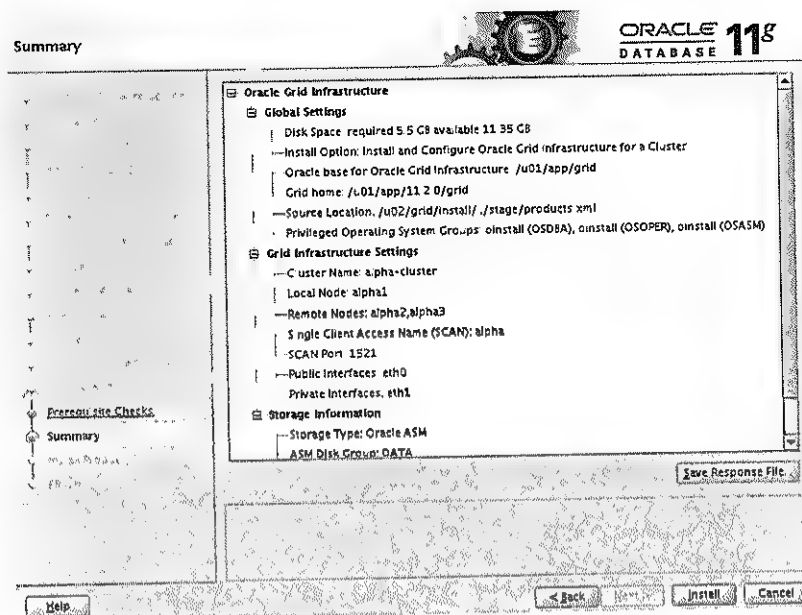 Summary
ORACLE
DATABASE 11g
Oracle Grid Infrastructure
Global Settings
Disk Space required 5 5 GB available 11 35 GB
Install Option: Install and Configure Oracle Grid Infrastructure for a Cluster
Oracle base for Oracle Grid Infrastructure /u01/app/grid
Grid home: /u01/app/11 2 0/grid
Source Location. /u02/grid/install/ ./stage/products xml
Privileged Operating System Groups oinstall (OSDBA), oinstall (OSOPER), oinstall (OSASM)
Grid Infrastructure Settings
Cluster Name: alpha-cluster
Local Node: alpha1
Remote Nodes: alpha2,alpha3
Single Client Access Name (SCAN): alpha
SCAN Port 1521
Public Interfaces eth0
Private Interfaces. eth1
Storage Information
Storage Type: Oracle ASM
ASM Disk Group: DATA
Prerequisite Checks
Summary
Save Response File.
Help
< Back
Next >
Install
Cancel